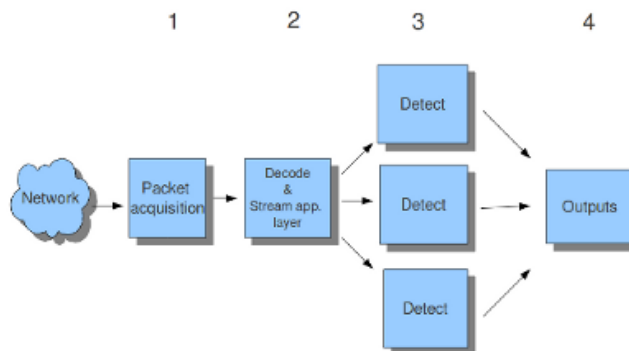 1
2
3
4
Network
Packet
acquisition
Decode
&
Stream app.
layer
Detect
Detect
Detect
Outputs